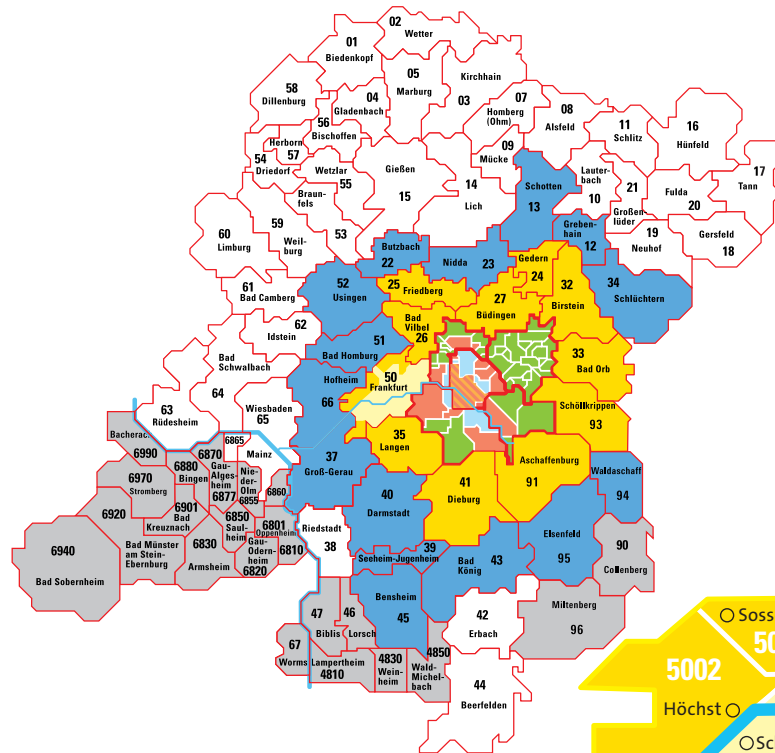 02
Wetter
01
Biedenkopf
05
Marburg
Kirchhain
03
58
Dillenburg
04
Gladenbach
07
Homberg
(Ohm)
08
Alsfeld
11
Schlitz
16
Hünfeld
56
Bischoffen
Herborn
57
54
Driedorf
Wetzlar
55
Gießen
15
09
Mücke
14
Lich
Schotten
13
Lauter-
bach
10
21
Großen-
lüder
Fulda
20
17
Tann
Braun-
fels
53
59
Weil-
burg
60
Limburg
Butzbach
22
Nidda
23
Greben-
hain
12
19
Neuhof
Gersfeld
18
Gedern
24
32
Birstein
34
Schlüchtern
61
Bad Camberg
52
Usingen
25
Friedberg
27
Büdingen
62
Idstein
Bad
Vilbel
26
51
Bad Homburg
33
Bad Orb
Bad
Schwalbach
64
Hofheim
66
50
Frankfurt
63
Rüdesheim
Wiesbaden
65
Schöllkrippen
93
35
Langen
Bacherac.
6990
6865
Mainz
6870
Gau-
Alges-
heim
6877
6880
Bingen
Nie-
der-
Olm
6855
6860
37
Groß-Gerau
Aschaffenburg
91
Waldaschaff
94
6970
Stromberg
41
Dieburg
40
Darmstadt
6920
6901
Bad
Kreuznach
6850
Saul-
heim
6801
Oppenheim
Riedstadt
38
Bad Münster
am Stein-
Ebernburg
6830
Armsheim
Gau-
Odern-
heim
6820
6810
6940
Bad Sobernheim
39
Seeheim-Jugenheim
Bad
König
43
Elsenfeld
95
90
Collenberg
Bensheim
45
47
Biblis
46
Lorsch
42
Erbach
Miltenberg
96
67
Worms
Lampertheim
4810
4830
Wein-
heim
4850
Wald-
Michel-
bach
44
Beerfelden
Soss
50
5002
Höchst
Sc